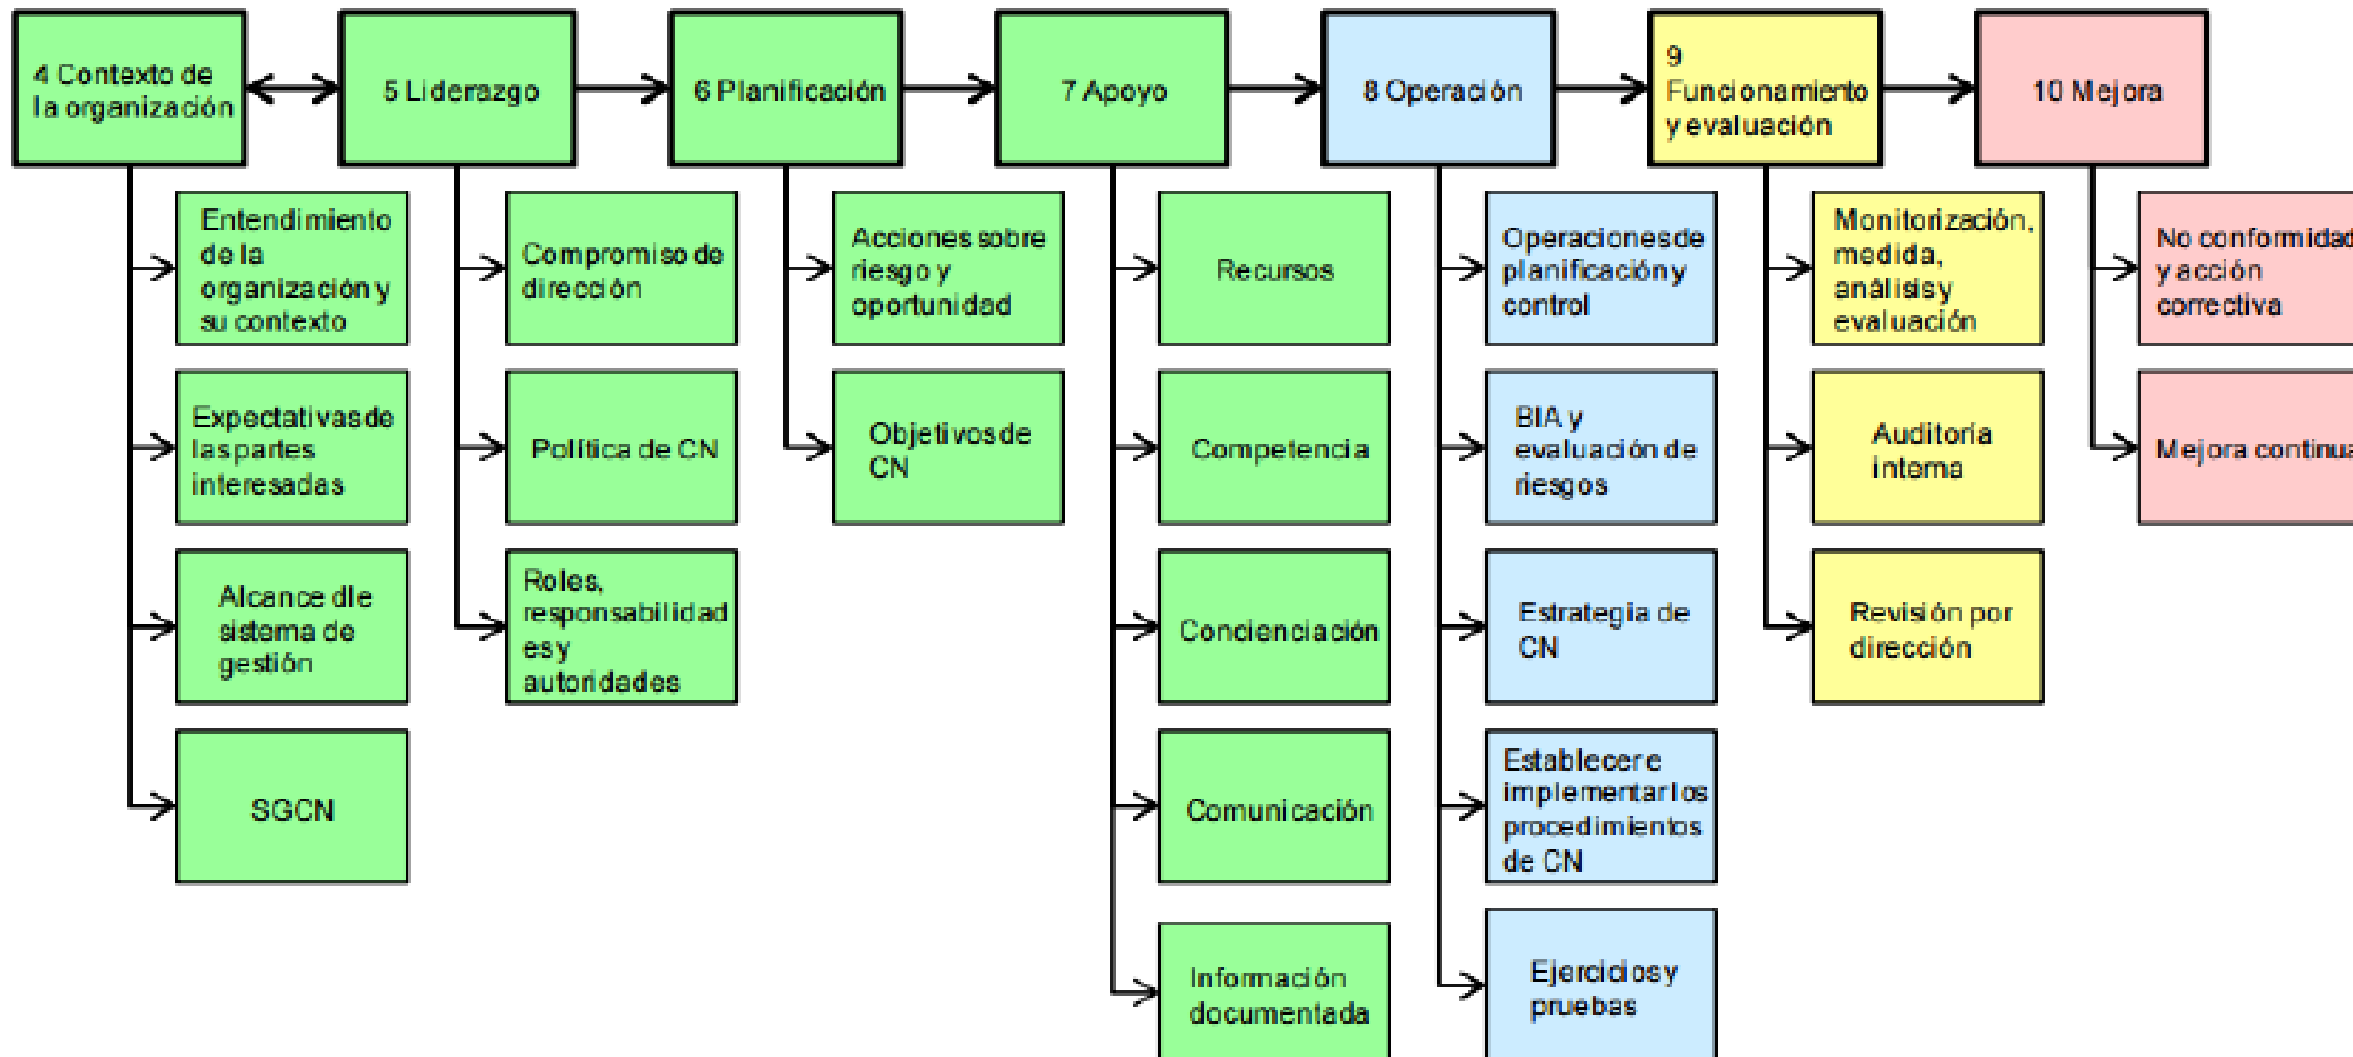 4 Contexto de
la organización
5 Liderazgo
6 Planificación
7 Apoyo
8 Operación
9
Funcionamiento
y evaluación
10 Mejora
Entendimiento
de la
organización y
su contexto
Expectativas de
las partes
interesadas
Alcance dle
sistema de
gestión
SGCN
Compromiso de
dirección
Política de CN
Roles,
responsabilidad
es y
autoridades
Acciones sobre
riesgo y
oportunidad
Objetivos de
CN
Recursos
Competencia
Concienciación
Comunicación
Información
documentada
Operaciones de
planificación y
control
BIA y
evaluación de
riesgos
Estrategia de
CN
Establecer e
implementar los
procedimientos
de CN
Ejercicios y
pruebas
Monitorización,
medida,
análisis y
evaluación
Auditoría
interna
Revisión por
dirección
No conformidad
y acción
correctiva
Mejora continua